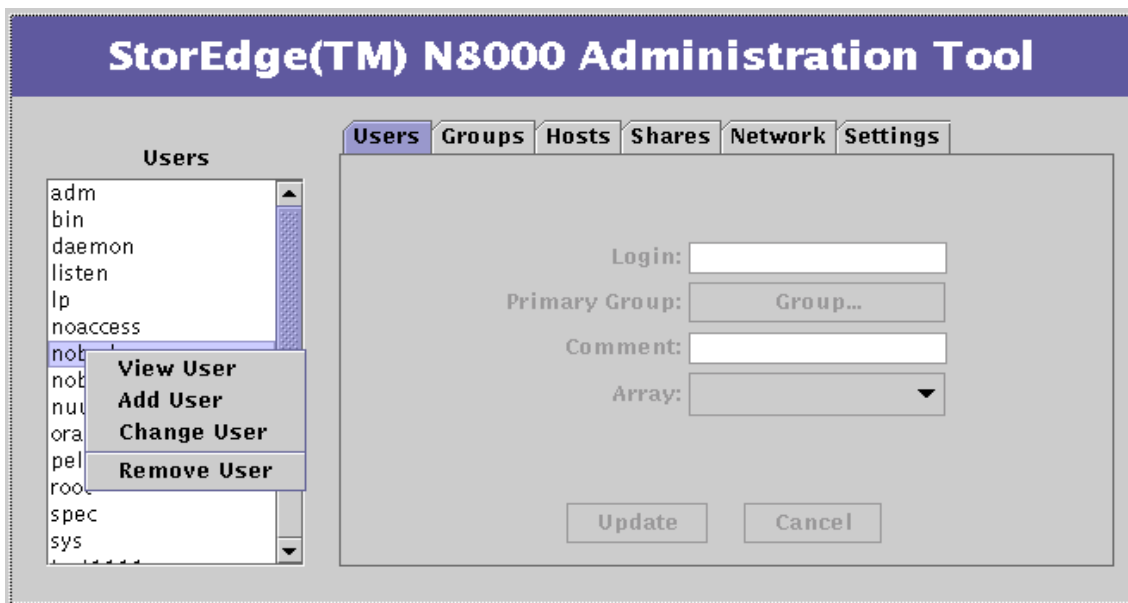 StorEdge(TM) N8000 Administration Tool
Users Groups Hosts Shares Network Settings
Users
adm
bin
daemon
listen
lp
noaccess
View User
Add User
Change User
Remove User
root
spec
sys
Login:
Primary Group: Group...
Comment:
Array:
Update Cancel